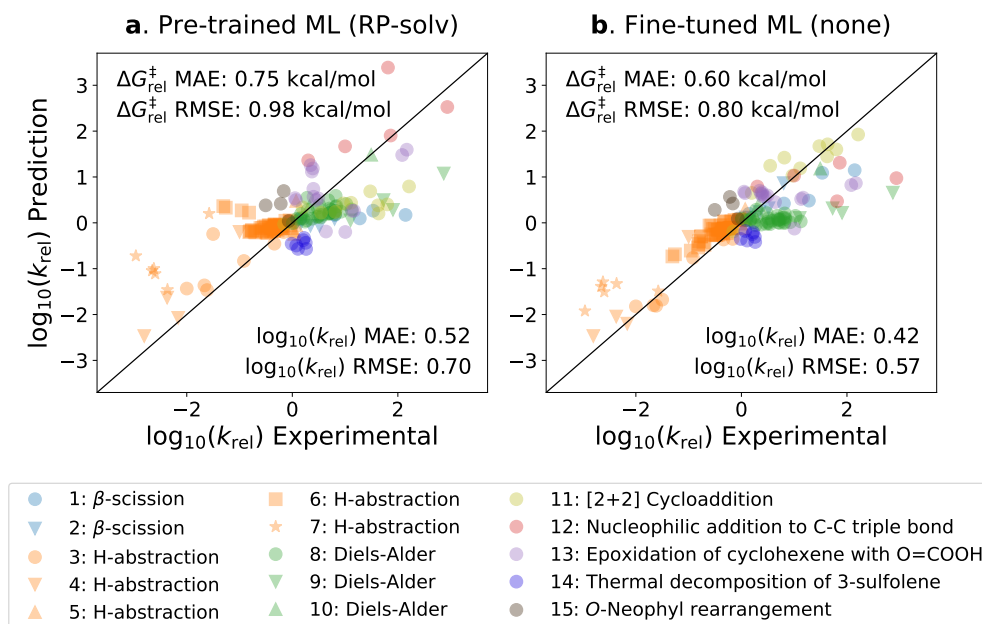 a. Pre-trained ML (RP-solv)
ΔG‡rel MAE: 0.75 kcal/mol
ΔG‡rel RMSE: 0.98 kcal/mol
log10(krel) MAE: 0.52
log10(krel) RMSE: 0.70
3
2
1
0
−1
−2
−3
log10(krel) Prediction
−2 0 2
log10(krel) Experimental
b. Fine-tuned ML (none)
ΔG‡rel MAE: 0.60 kcal/mol
ΔG‡rel RMSE: 0.80 kcal/mol
log10(krel) MAE: 0.42
log10(krel) RMSE: 0.57
3
2
1
0
−1
−2
−3
−2 0 2
log10(krel) Experimental
1: β-scission
2: β-scission
3: H-abstraction
4: H-abstraction
5: H-abstraction
6: H-abstraction
7: H-abstraction
8: Diels-Alder
9: Diels-Alder
10: Diels-Alder
11: [2+2] Cycloaddition
12: Nucleophilic addition to C-C triple bond
13: Epoxidation of cyclohexene with O=COOH
14: Thermal decomposition of 3-sulfolene
15: O-Neophyl rearrangement